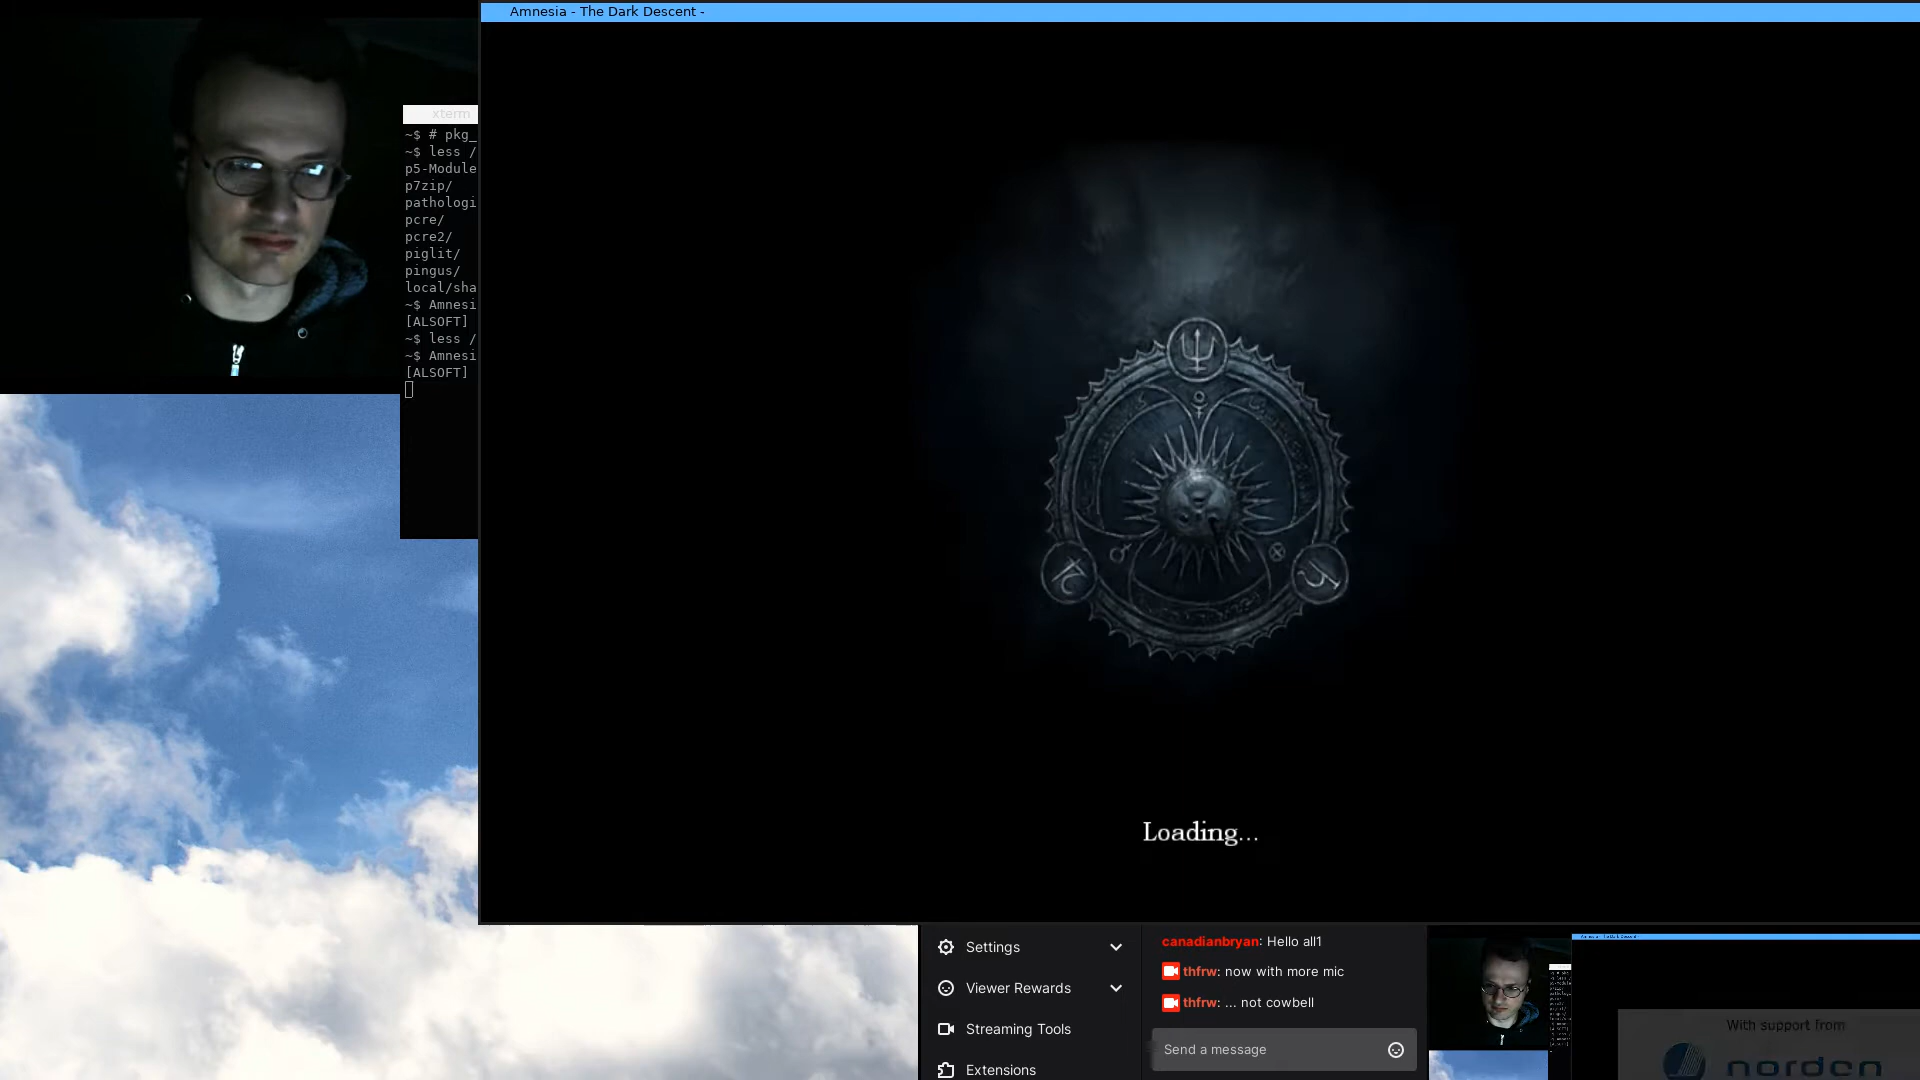 Amnesia - The Dark Descent -
xterm
~$ # pkg_
~$ less /
p5-Module
p7zip/
pathologi
pcre/
pcre2/
piglit/
pingus/
local/sha
~$ Amnesi
[ALSOFT]
~$ less /
~$ Amnesi
[ALSOFT]
Loading...
Settings
Viewer Rewards
Streaming Tools
Extensions
canadianbryan: Hello all1
thfrw: now with more mic
thfrw: ... not cowbell
Send a message
With support from
norden